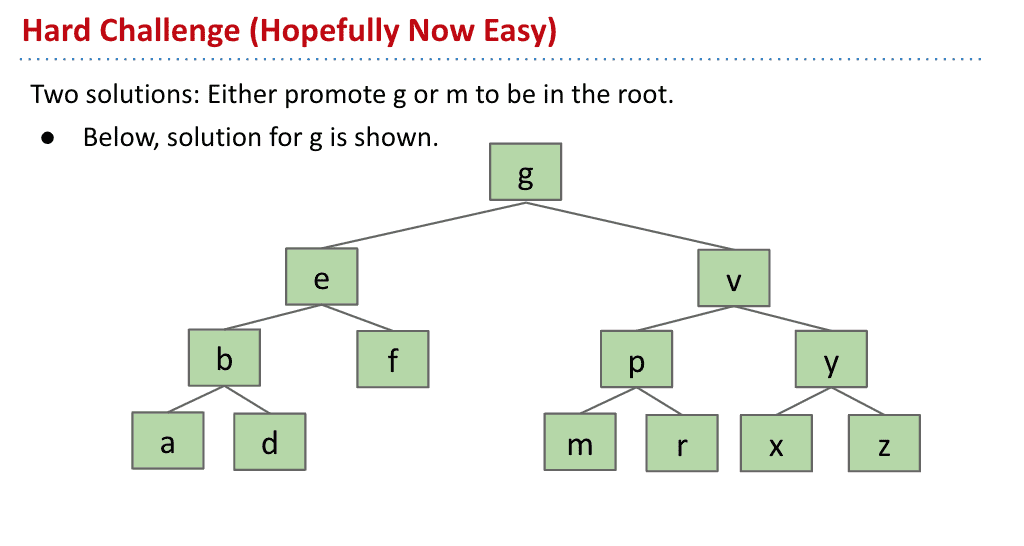 Hard Challenge (Hopefully Now Easy)
Two solutions: Either promote g or m to be in the root.
● Below, solution for g is shown.
g
e v
b f p y
a d m r x z